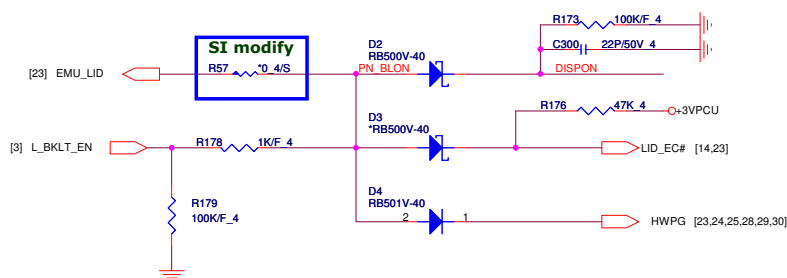 R173
100K/F_4
SI modify
D2
RB500V-40
C300
22P/50V_4
[23] EMU_LID
R57
*0_4/S
PN_BLON
DISPON
R176
47K_4
+3VPCU
D3
*RB500V-40
[3] L_BKLT_EN
R178
1K/F_4
LID_EC# [14,23]
D4
RB501V-40
R179
100K/F_4
2
1
HWPG [23,24,25,28,29,30]